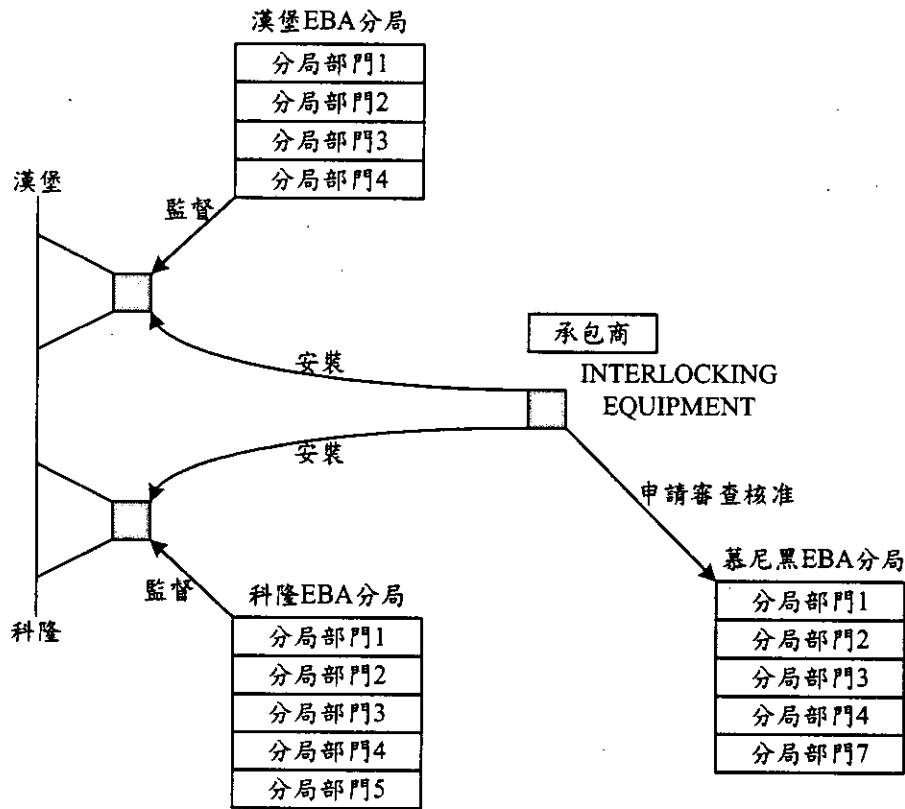 漢堡EBA分局
分局部門1
分局部門2
分局部門3
分局部門4
漢堡
監督
承包商
安裝
INTERLOCKING
EQUIPMENT
安裝
申請審查核准
慕尼黑EBA分局
監督
科隆EBA分局
科隆
分局部門1
分局部門2
分局部門3
分局部門4
分局部門5
分局部門1
分局部門2
分局部門3
分局部門4
分局部門7